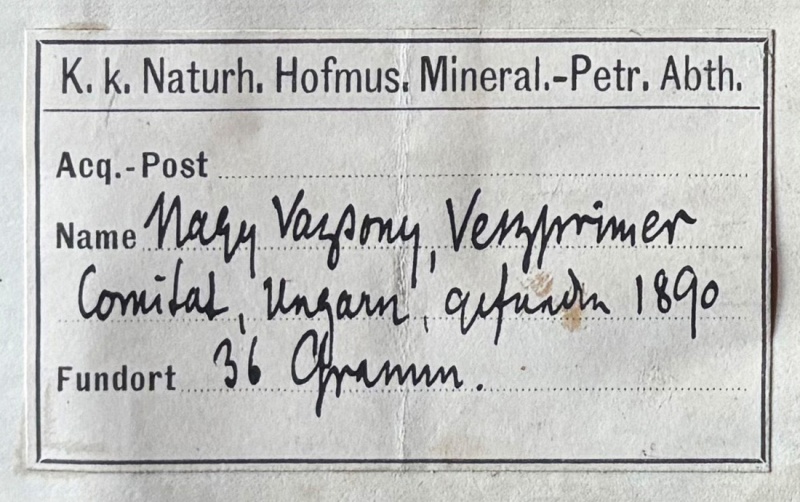 K. k. Naturh. Hofmus. Mineral.-Petr. Abth.
Acq.-Post
Name Nagy Vazsony, Veszprimer
Comitat, Ungarn, gefunden 1890
Fundort 36 Gramm.